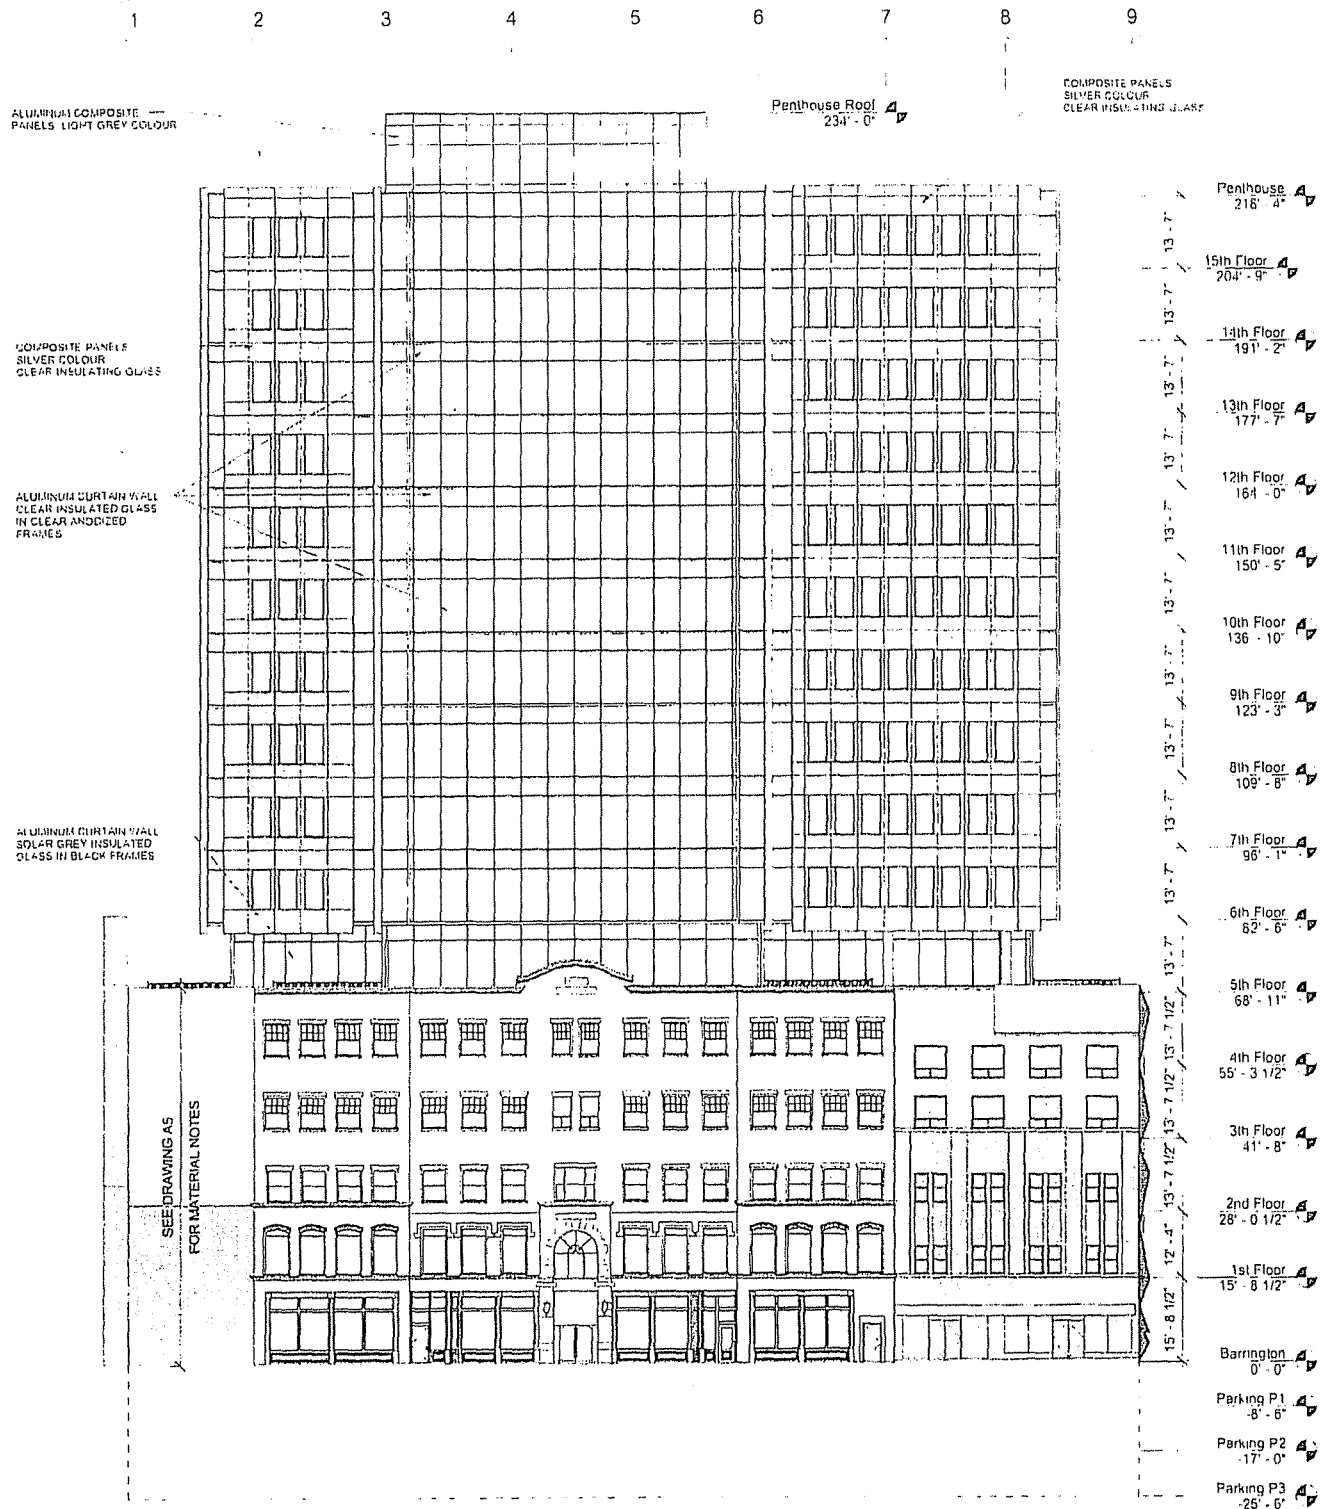 1 2 3 4 5 6 7 8 9
ALUMINUM COMPOSITE
PANELS LIGHT GREY COLOUR
Penthouse Roof
234' - 0"
COMPOSITE PANELS
SILVER COLOUR
CLEAR INSULATING GLASS
Penthouse
218' - 4"
13' - 7"
15th Floor
204' - 9"
13' - 7"
14th Floor
191' - 2"
COMPOSITE PANELS
SILVER COLOUR
CLEAR INSULATING GLASS
13' - 7"
13th Floor
177' - 7"
13' 7"
12th Floor
164 - 0"
ALUMINUM CURTAIN WALL
CLEAR INSULATED GLASS
IN CLEAR ANODIZED
FRAMES
13' - 7"
11th Floor
150' - 5"
13' - 7"
10th Floor
136 - 10"
13' - 7"
9th Floor
123' - 3"
13' - 7"
8th Floor
109' - 8"
13' - 7"
ALUMINUM CURTAIN WALL
SOLAR GREY INSULATED
GLASS IN BLACK FRAMES
7th Floor
96' - 1"
13' - 7"
6th Floor
82' - 6"
13' - 7"
5th Floor
68' - 11"
13' - 7 1/2"
4th Floor
55' - 3 1/2"
13' - 7 1/2"
3th Floor
41' - 8"
13' - 7 1/2"
SEE DRAWING A5
FOR MATERIAL NOTES
2nd Floor
28' - 0 1/2"
12' - 4"
1st Floor
15' - 8 1/2"
15' - 8 1/2"
Barrington
0' - 0"
Parking P1
-8' - 6"
Parking P2
-17' - 0"
Parking P3
-25' - 6"